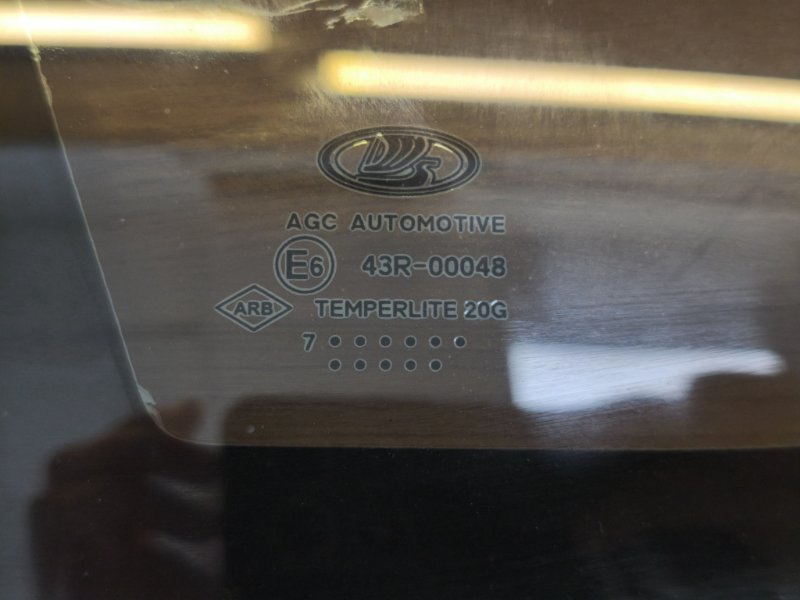 AGC AUTOMOTIVE
E6 43R-00048
ARB TEMPERLITE 20G
7